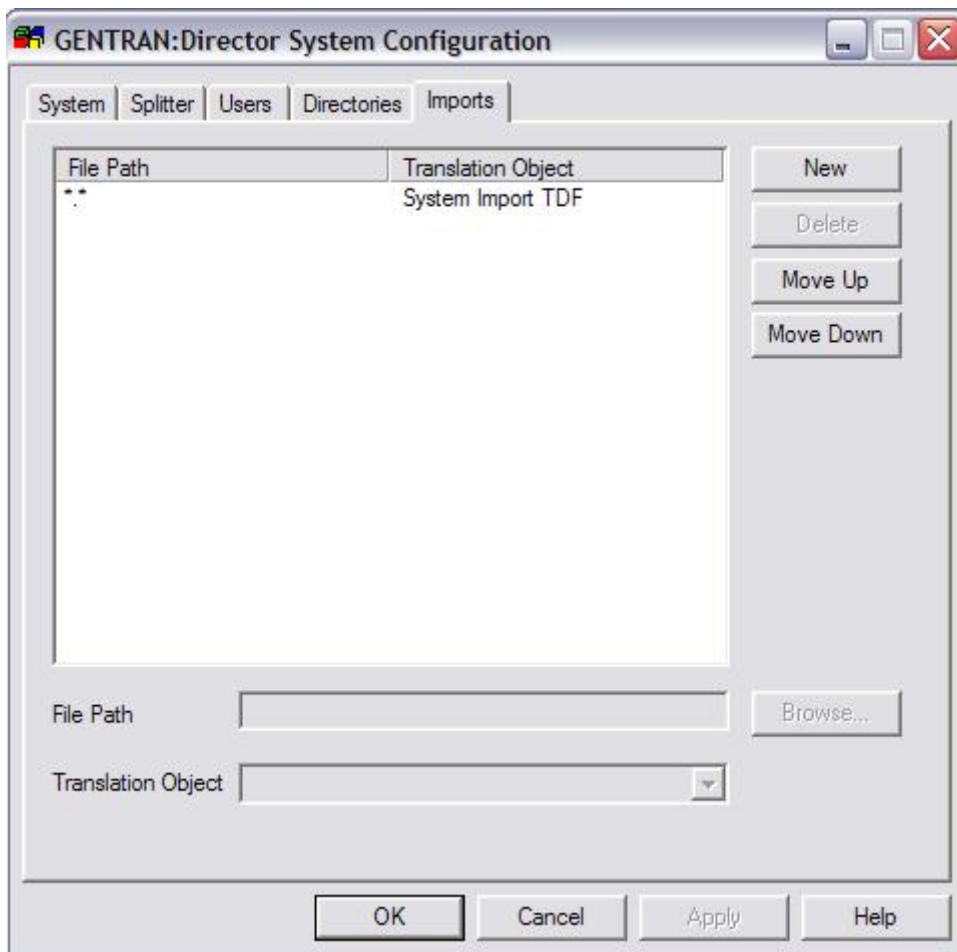 GENTRAN:Director System Configuration
System Splitter Users Directories Imports
File Path Translation Object New
*.* System Import TDF
Delete
Move Up
Move Down
File Path Browse...
Translation Object
OK Cancel Apply Help